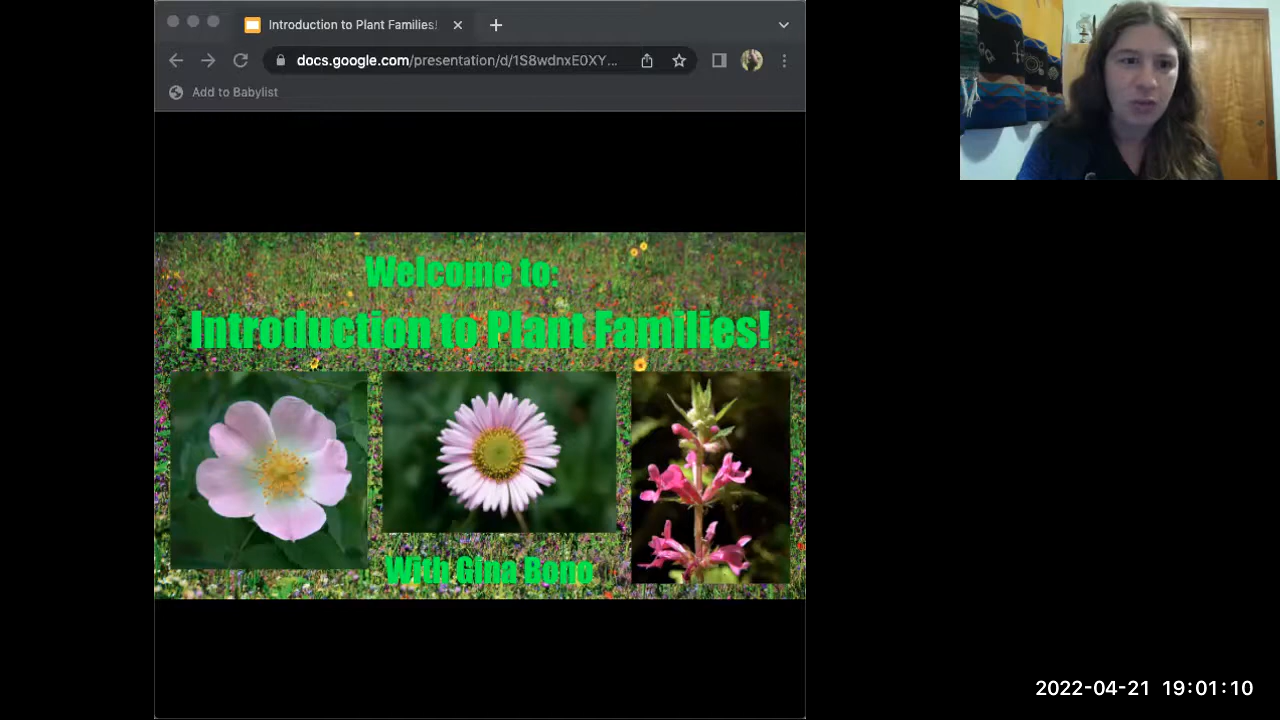 Introduction to Plant Families!
docs.google.com/presentation/d/1S8wdnxE0XY...
Add to Babylist
Welcome to:
Introduction to Plant Families!
With Gina Bono
2022-04-21 19:01:10